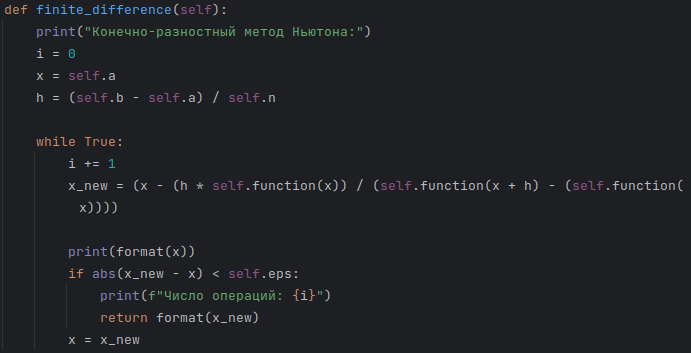 def finite_difference(self):
    print("Конечно-разностный метод Ньютона:")
    i = 0
    x = self.a
    h = (self.b - self.a) / self.n

    while True:
        i += 1
        x_new = (x - (h * self.function(x)) / (self.function(x + h) - (self.function(
         x))))

        print(format(x))
        if abs(x_new - x) < self.eps:
            print(f"Число операций: {i}")
            return format(x_new)
        x = x_new